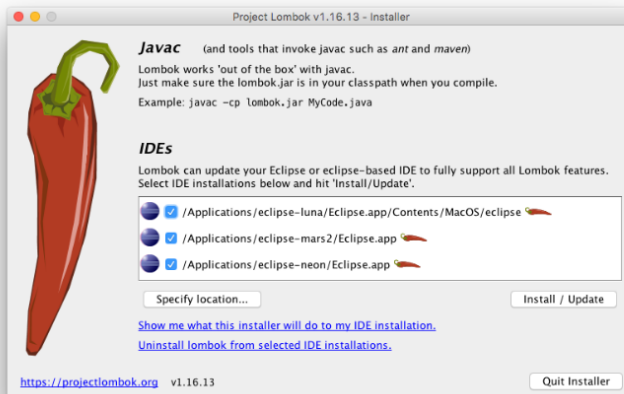 Project Lombok v1.16.13 - Installer
Javac (and tools that invoke javac such as ant and maven)
Lombok works 'out of the box' with javac.
Just make sure the lombok.jar is in your classpath when you compile.
Example: javac -cp lombok.jar MyCode.java
IDEs
Lombok can update your Eclipse or eclipse-based IDE to fully support all Lombok features.
Select IDE installations below and hit 'Install/Update'.
/Applications/eclipse-luna/Eclipse.app/Contents/MacOS/eclipse
/Applications/eclipse-mars2/Eclipse.app
/Applications/eclipse-neon/Eclipse.app
Specify location... Install / Update
Show me what this installer will do to my IDE installation.
Uninstall lombok from selected IDE installations.
https://projectlombok.org v1.16.13 Quit Installer